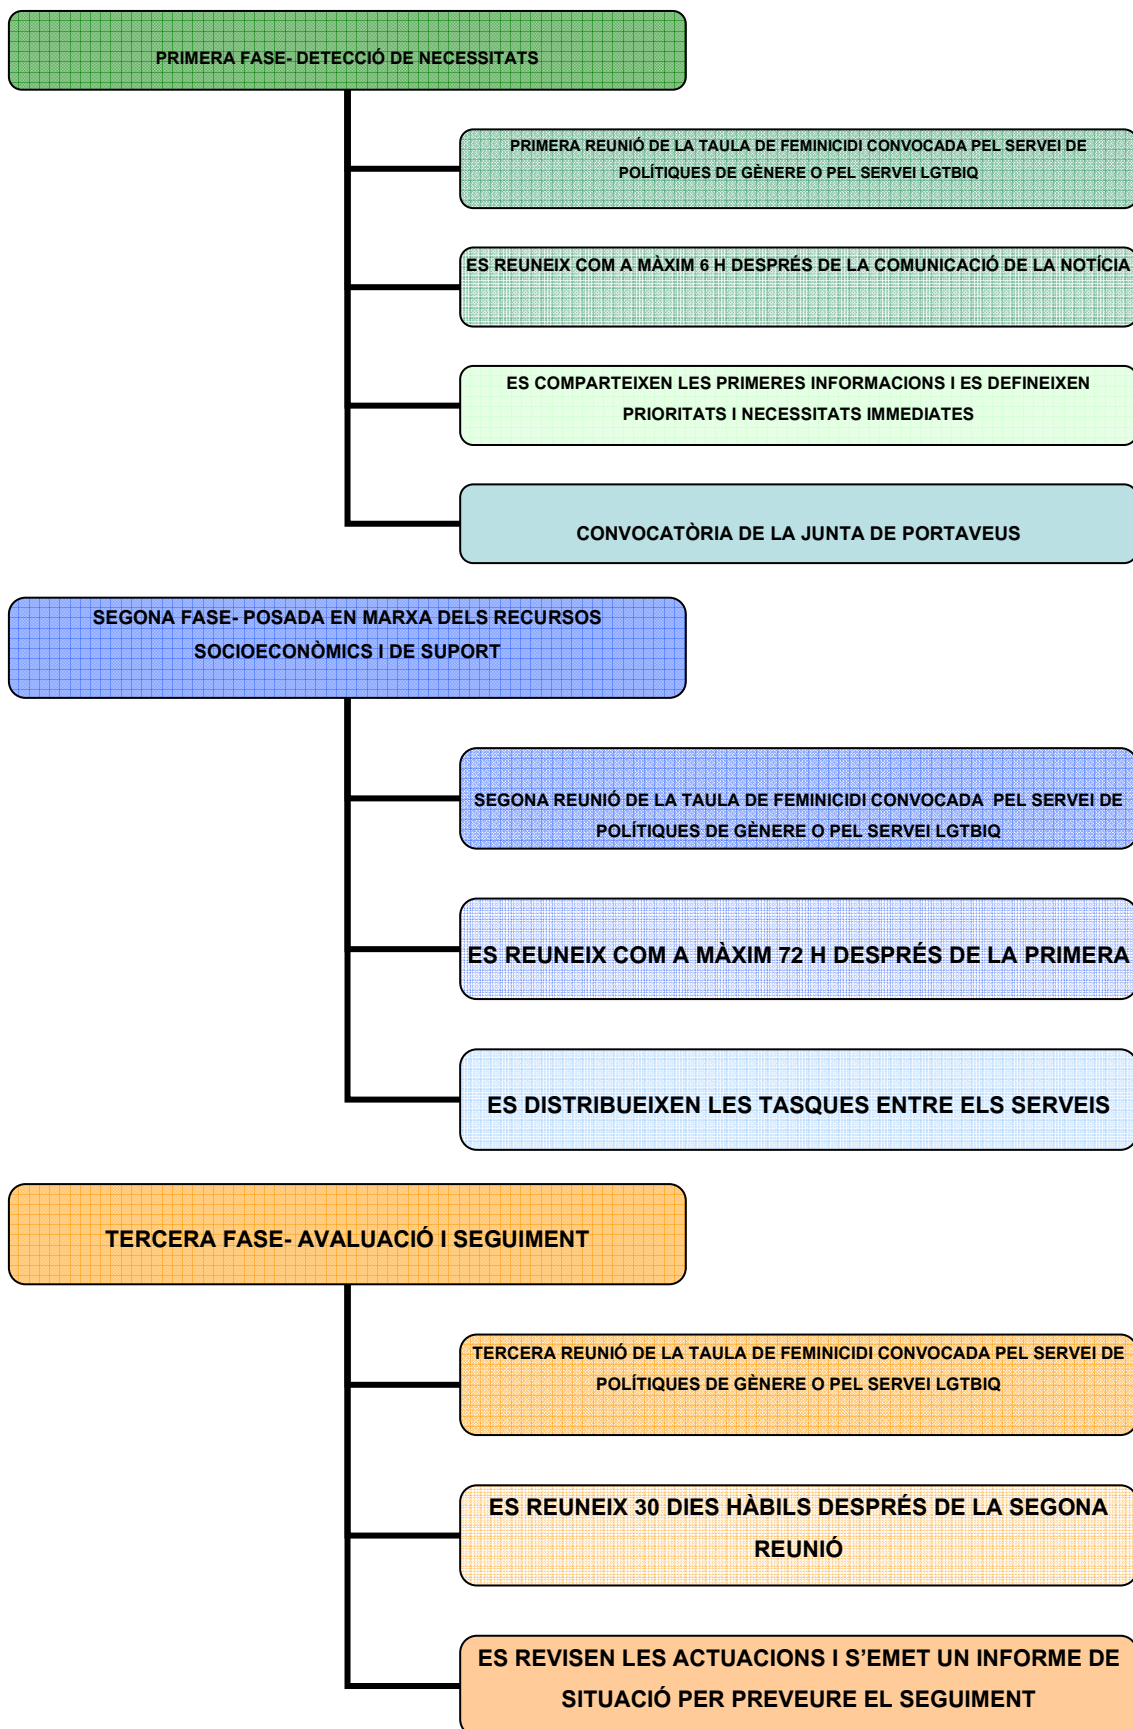 PRIMERA FASE- DETECCIÓ DE NECESSITATS
PRIMERA REUNIÓ DE LA TAULA DE FEMINICIDI CONVOCADA PEL SERVEI DE
POLÍTIQUES DE GÈNERE O PEL SERVEI LGTBIQ
ES REUNEIX COM A MÀXIM 6 H DESPRÉS DE LA COMUNICACIÓ DE LA NOTÍCIA
ES COMPARTEIXEN LES PRIMERES INFORMACIONS I ES DEFINEIXEN
PRIORITATS I NECESSITATS IMMEDIATES
CONVOCATÒRIA DE LA JUNTA DE PORTAVEUS
SEGONA FASE- POSADA EN MARXA DELS RECURSOS
SOCIOECONÒMICS I DE SUPORT
SEGONA REUNIÓ DE LA TAULA DE FEMINICIDI CONVOCADA PEL SERVEI DE
POLÍTIQUES DE GÈNERE O PEL SERVEI LGTBIQ
ES REUNEIX COM A MÀXIM 72 H DESPRÉS DE LA PRIMERA
ES DISTRIBUEIXEN LES TASQUES ENTRE ELS SERVEIS
TERCERA FASE- AVALUACIÓ I SEGUIMENT
TERCERA REUNIÓ DE LA TAULA DE FEMINICIDI CONVOCADA PEL SERVEI DE
POLÍTIQUES DE GÈNERE O PEL SERVEI LGTBIQ
ES REUNEIX 30 DIES HÀBILS DESPRÉS DE LA SEGONA
REUNIÓ
ES REVISEN LES ACTUACIONS I S’EMET UN INFORME DE
SITUACIÓ PER PREVEURE EL SEGUIMENT